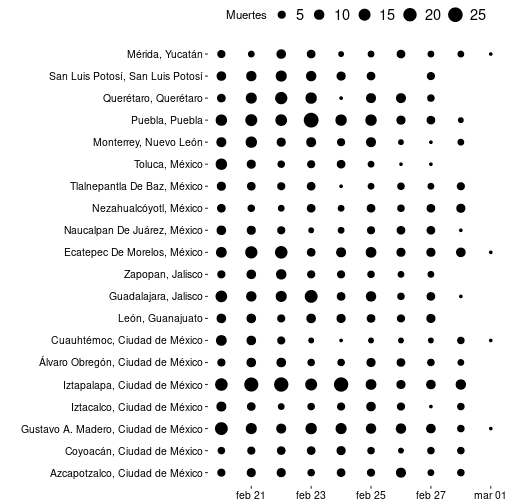 Muertes 5 10 15 20 25
Mérida, Yucatán
San Luis Potosí, San Luis Potosí
Querétaro, Querétaro
Puebla, Puebla
Monterrey, Nuevo León
Toluca, México
Tlalnepantla De Baz, México
Nezahualcóyotl, México
Naucalpan De Juárez, México
Ecatepec De Morelos, México
Zapopan, Jalisco
Guadalajara, Jalisco
León, Guanajuato
Cuauhtémoc, Ciudad de México
Álvaro Obregón, Ciudad de México
Iztapalapa, Ciudad de México
Iztacalco, Ciudad de México
Gustavo A. Madero, Ciudad de México
Coyoacán, Ciudad de México
Azcapotzalco, Ciudad de México
feb 21 feb 23 feb 25 feb 27 mar 01